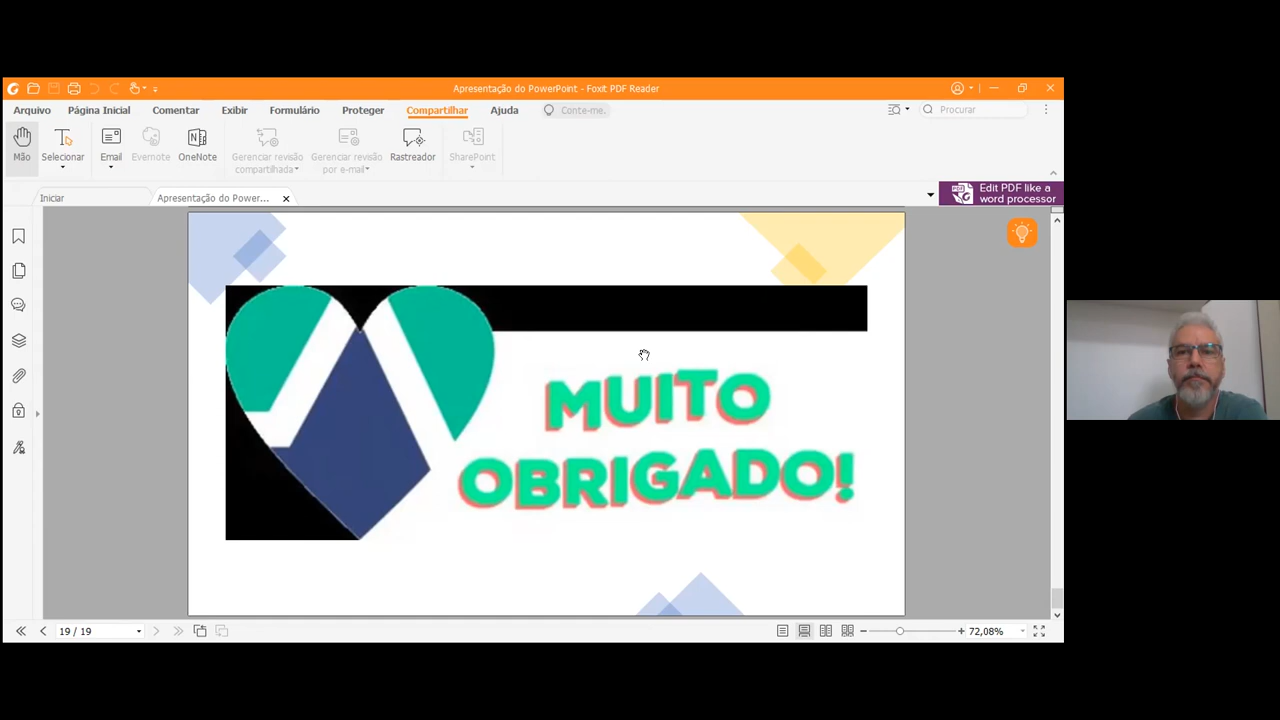 Apresentação do PowerPoint - Foxit PDF Reader
Arquivo Página Inicial Comentar Exibir Formulário Proteger Compartilhar Ajuda Conte-me. Procurar
Mão Selecionar Email Evernote OneNote Gerenciar revisão compartilhada Gerenciar revisão por e-mail Rastreador SharePoint
Iniciar Apresentação do Power...
Edit PDF like a
word processor
MUITO
OBRIGADO!
19 / 19 72,08%